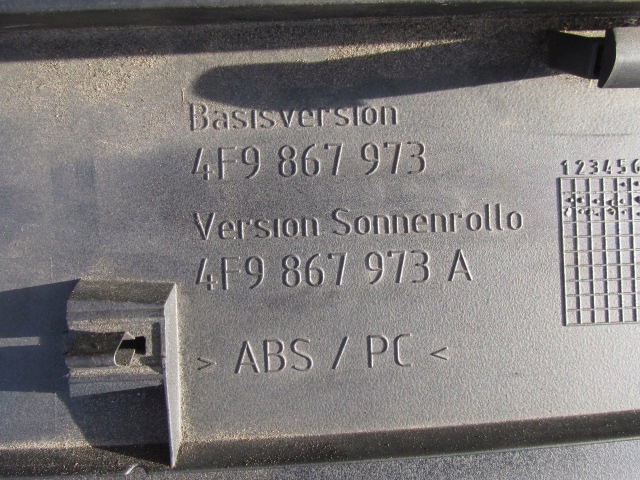 Basisversion
4F9 867 973
123456
Version Sonnenrollo
4F9 867 973 A
> ABS / PC <